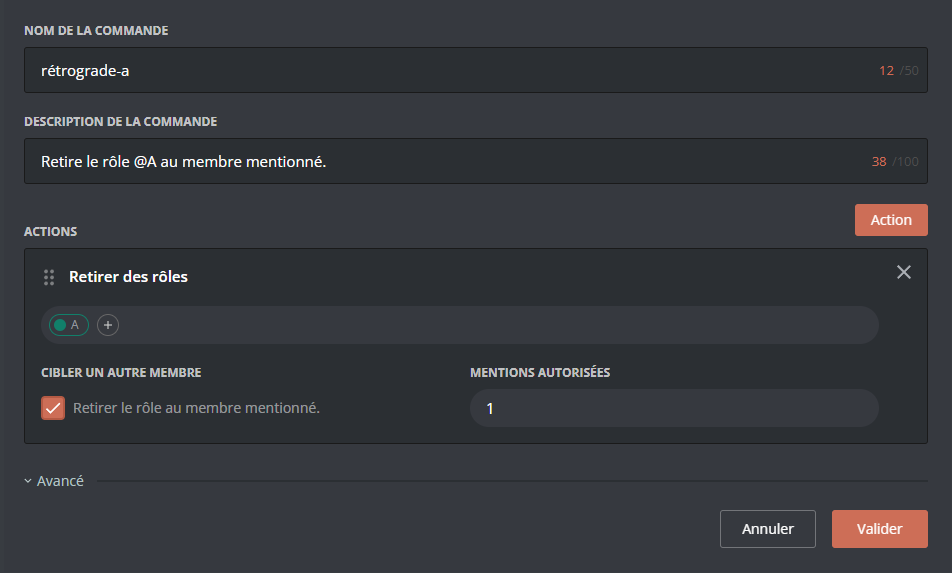 NOM DE LA COMMANDE
rétrograde-a
12 /50
DESCRIPTION DE LA COMMANDE
Retire le rôle @A au membre mentionné.
38 /100
Action
ACTIONS
Retirer des rôles
A
CIBLER UN AUTRE MEMBRE
Retirer le rôle au membre mentionné.
MENTIONS AUTORISÉES
1
Avancé
Annuler
Valider